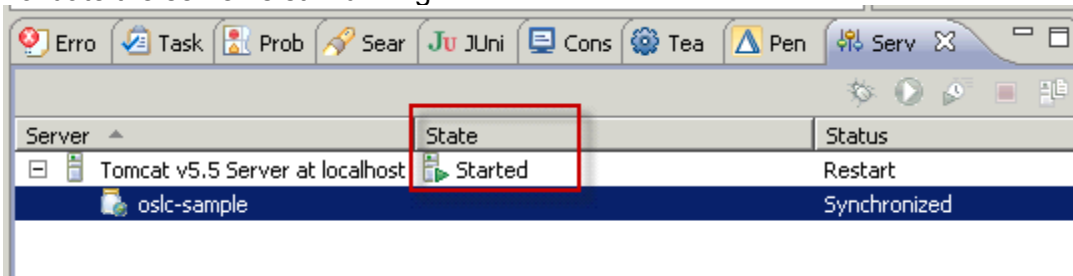 Erro Task Prob Sear Ju JUni Cons Tea Pen Serv
Server State Status
Tomcat v5.5 Server at localhost Started Restart
oslc-sample Synchronized